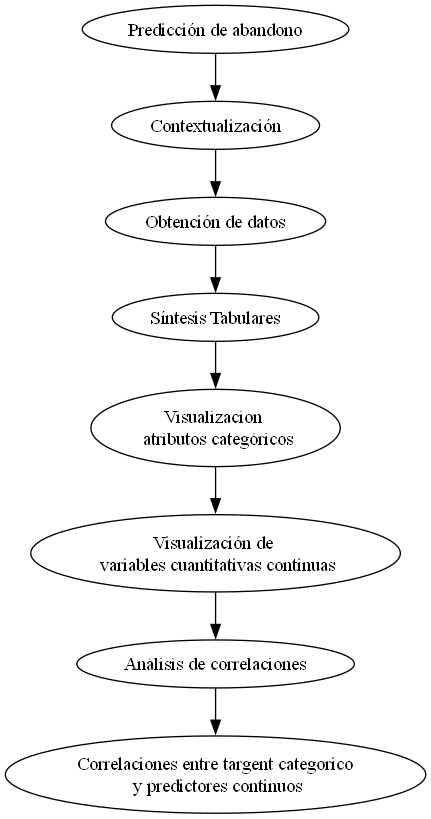 Predicción de abandono
Contextualización
Obtención de datos
Síntesis Tabulares
Visualizacion
atributos categóricos
Visualización de
variables cuantitativas continuas
Análisis de correlaciones
Correlaciones entre targent categorico
y predictores continuos